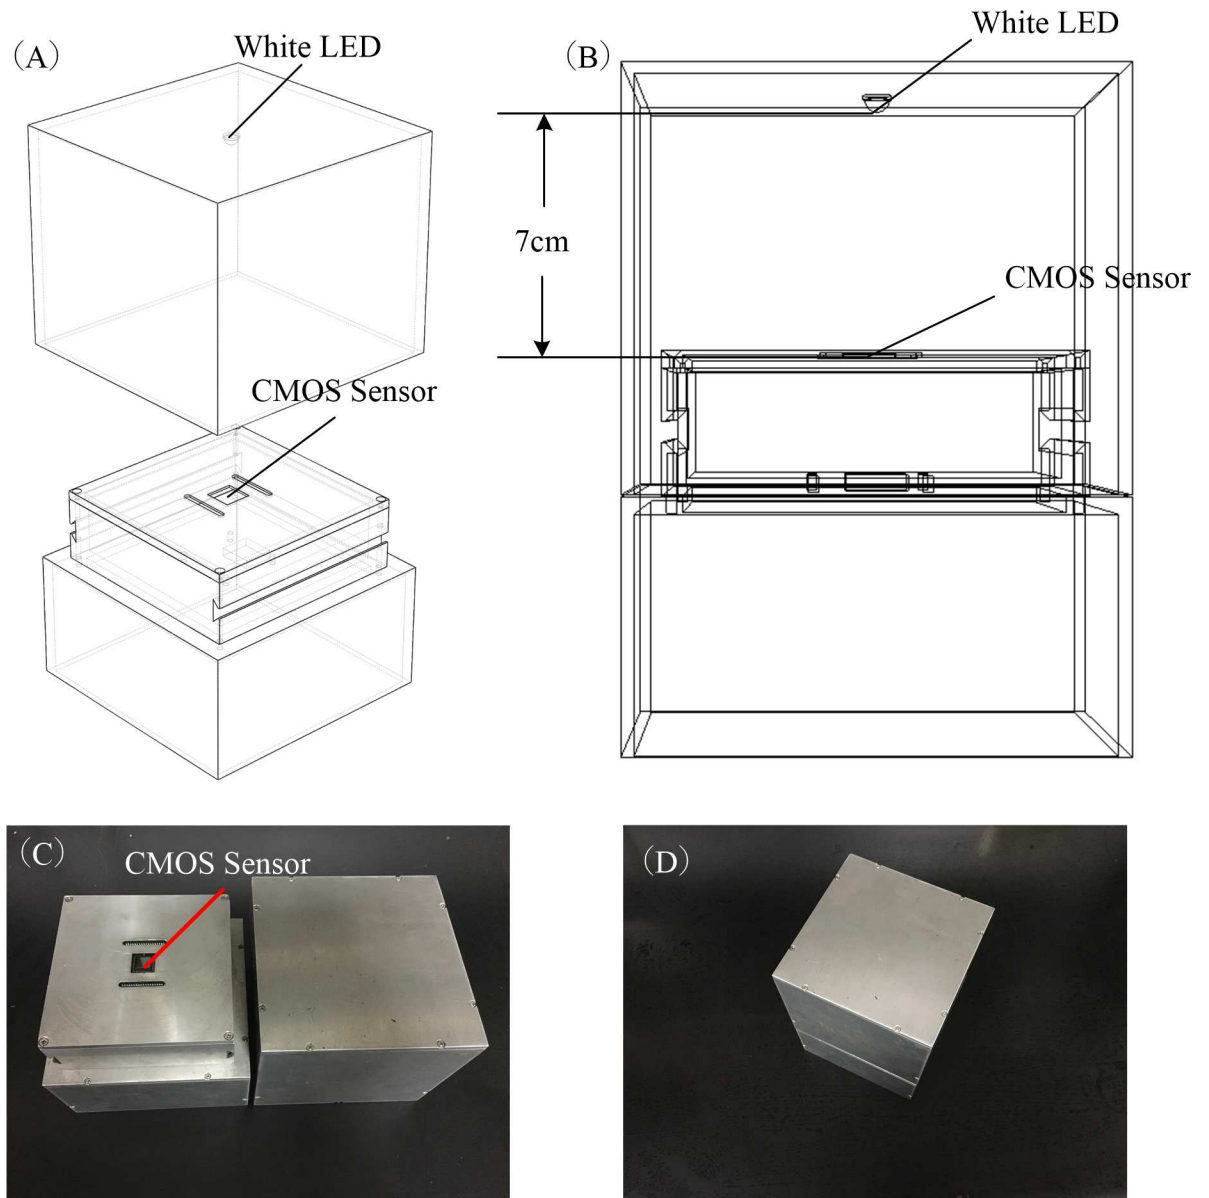 (A)
White LED
CMOS Sensor
(B)
White LED
7cm
CMOS Sensor
(C)
CMOS Sensor
(D)